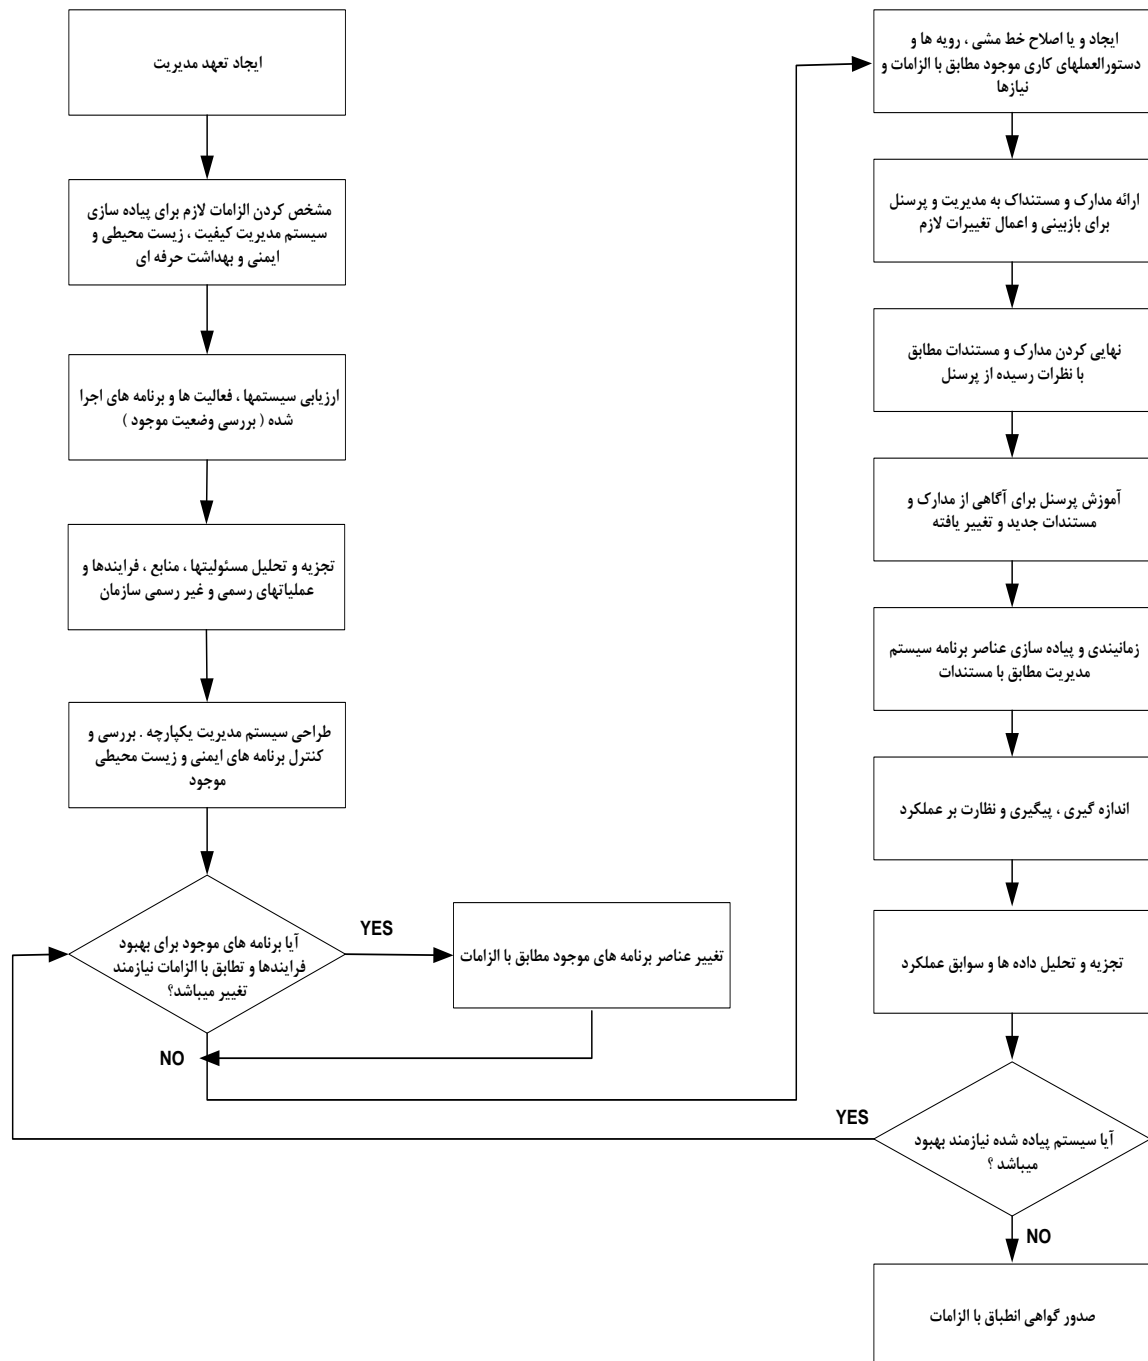 ایجاد تعهد مدیریت
مشخص کردن الزامات لازم برای پیاده سازی
سیستم مدیریت کیفیت ، زیست محیطی و
ایمنی و بهداشت حرفه ای
ارزیابی سیستمها ، فعالیت ها و برنامه های اجرا
شده ( بررسی وضعیت موجود )
تجزیه و تحلیل مسئولیتها ، منابع ، فرایندها و
عملیاتهای رسمی و غیر رسمی سازمان
طراحی سیستم مدیریت یکپارچه . بررسی و
کنترل برنامه های ایمنی و زیست محیطی
موجود
آیا برنامه های موجود برای بهبود
فرایندها و تطابق با الزامات نیازمند
تغییر میباشد؟
YES
تغییر عناصر برنامه های موجود مطابق با الزامات
NO
ایجاد و یا اصلاح خط مشی ، رویه ها و
دستورالعملهای کاری موجود مطابق با الزامات و
نیازها
ارائه مدارک و مستنداک به مدیریت و پرسنل
برای بازبینی و اعمال تغییرات لازم
نهایی کردن مدارک و مستندات مطابق
با نظرات رسیده از پرسنل
آموزش پرسنل برای آگاهی از مدارک و
مستندات جدید و تغییر یافته
زمانبندی و پیاده سازی عناصر برنامه سیستم
مدیریت مطابق با مستندات
اندازه گیری ، پیگیری و نظارت بر عملکرد
تجزیه و تحلیل داده ها و سوابق عملکرد
YES
آیا سیستم پیاده شده نیازمند بهبود
میباشد ؟
NO
صدور گواهی انطباق با الزامات